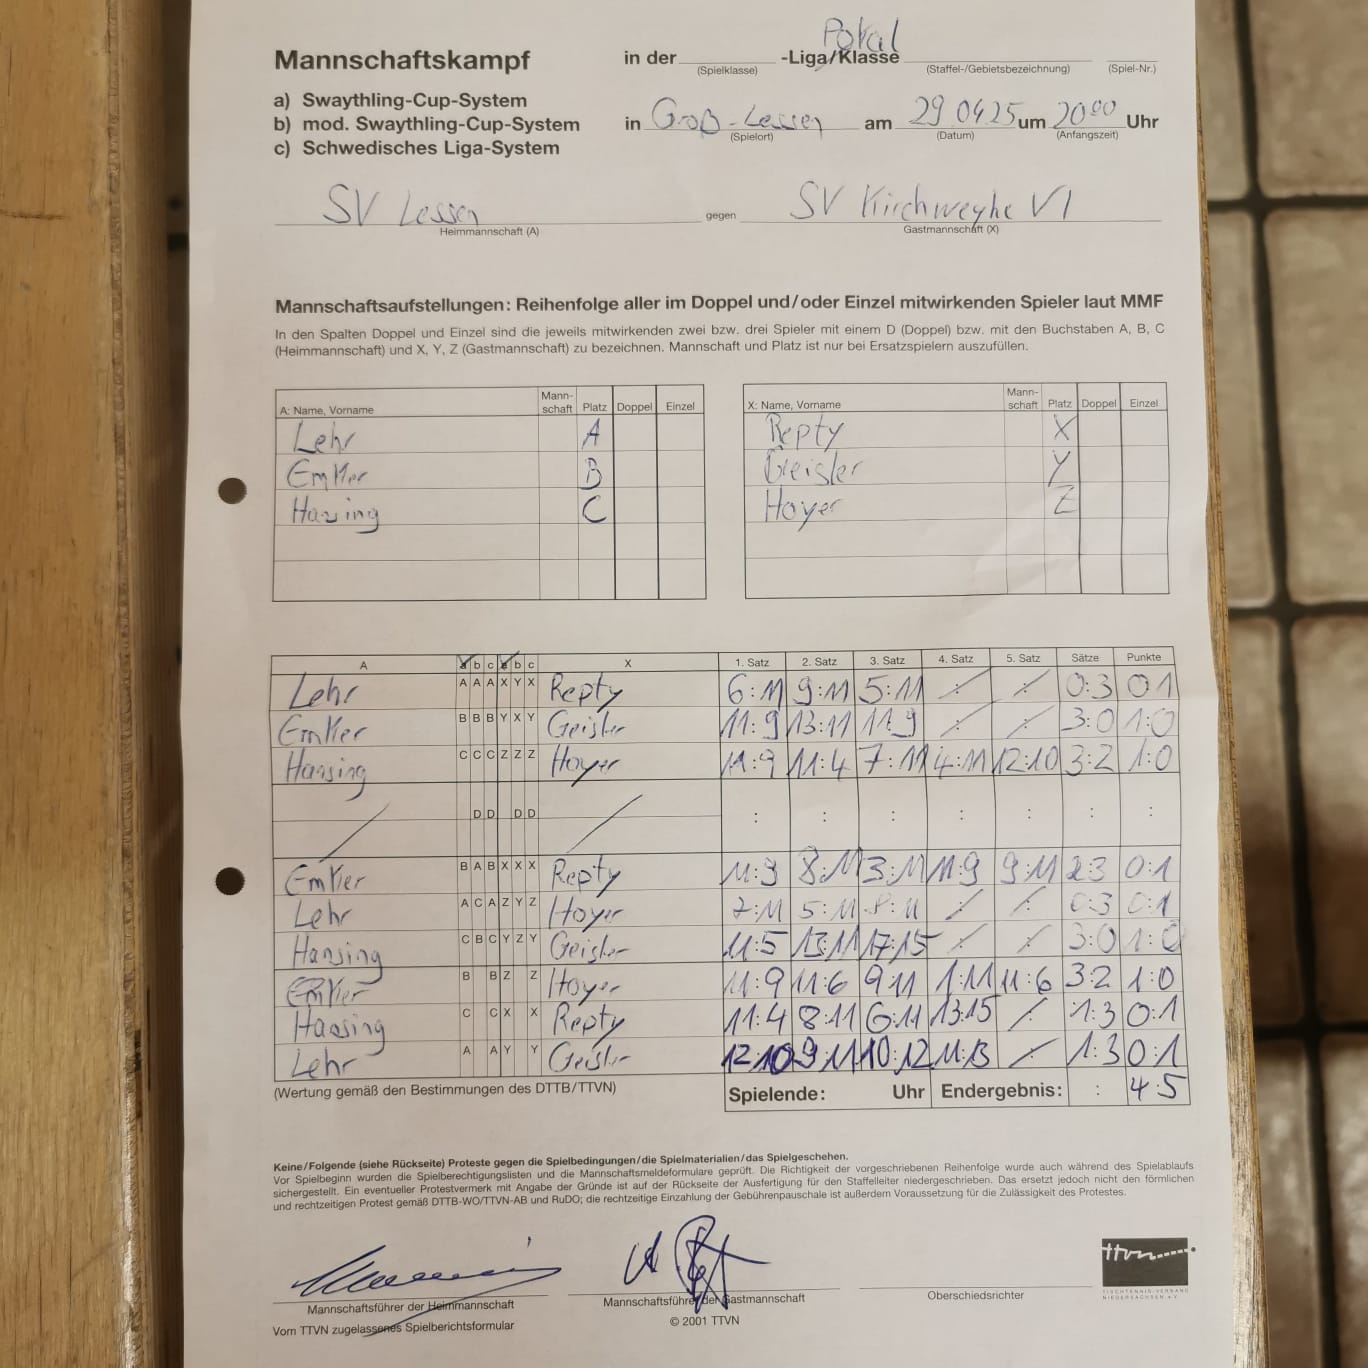 Pokal
Mannschaftskampf in der -Liga/Klasse
(Spielklasse) (Staffel-/Gebietsbezeichnung) (Spiel-Nr.)
a) Swaythling-Cup-System
b) mod. Swaythling-Cup-System in Groß-Lessen am 29 04.25 um 20 00 Uhr
(Spielort) (Datum) (Anfangszeit)
c) Schwedisches Liga-System
SV Lessen gegen SV Kirchweyhe VI
Heimmannschaft (A) Gastmannschaft (X)
Mannschaftsaufstellungen: Reihenfolge aller im Doppel und/oder Einzel mitwirkenden Spieler laut MMF
In den Spalten Doppel und Einzel sind die jeweils mitwirkenden zwei bzw. drei Spieler mit einem D (Doppel) bzw. mit den Buchstaben A, B, C
(Heimmannschaft) und X, Y, Z (Gastmannschaft) zu bezeichnen. Mannschaft und Platz ist nur bei Ersatzspielern auszufüllen.
A: Name, Vorname Mann-schaft Platz Doppel Einzel X: Name, Vorname Mann-schaft Platz Doppel Einzel
Lehr A Repty X
Emker B Geisler Y
Hansing C Hoyer Z
A a b c a b c X 1. Satz 2. Satz 3. Satz 4. Satz 5. Satz Sätze Punkte
Lehr A A A X Y X Repty 6:11 9:11 5:11 : : 0:3 0 1
Emker B B B Y X Y Geisler 11:9 13:11 11 9 : : 3:0 1:0
Hansing C C C Z Z Z Hoyer 11:9 11:4 7:11 4:11 12:10 3:2 1:0
D D D D : : : : : : :
Emker B A B X X X Repty 11:9 8:11 3:11 11:9 9:11 2 3 0:1
Lehr A C A Z Y Z Hoyer 7:11 5:11 8:11 : : 0:3 0:1
Hansing C B C Y Z Y Geisler 11:5 13:11 17:15 : : 3:0 1:0
Emker B B Z Z Hoyer 11:9 11:6 9 11 1:11 11:6 3:2 1:0
Hansing C C X X Repty 11:4 8:11 6:11 13:15 : 1:3 0:1
Lehr A A Y Y Geisler 12:10 9:11 10:12 11:13 : 1:3 0:1
(Wertung gemäß den Bestimmungen des DTTB/TTVN) Spielende: Uhr Endergebnis: : 4:5
Keine/Folgende (siehe Rückseite) Proteste gegen die Spielbedingungen/die Spielmaterialien/das Spielgeschehen.
Vor Spielbeginn wurden die Spielberechtigungslisten und die Mannschaftsmeldeformulare geprüft. Die Richtigkeit der vorgeschriebenen Reihenfolge wurde auch während des Spielablaufs
sichergestellt. Ein eventueller Protestvermerk mit Angabe der Gründe ist auf der Rückseite der Ausfertigung für den Staffelleiter niedergeschrieben. Das ersetzt jedoch nicht den förmlichen
und rechtzeitigen Protest gemäß DTTB-WO/TTVN-AB und RuDO; die rechtzeitige Einzahlung der Gebührenpauschale ist außerdem Voraussetzung für die Zulässigkeit des Protestes.
ttvn
TISCHTENNIS-VERBAND
NIEDERSACHSEN e.V.
Mannschaftsführer der Heimmannschaft Mannschaftsführer der Gastmannschaft Oberschiedsrichter
Vom TTVN zugelassenes Spielberichtsformular © 2001 TTVN